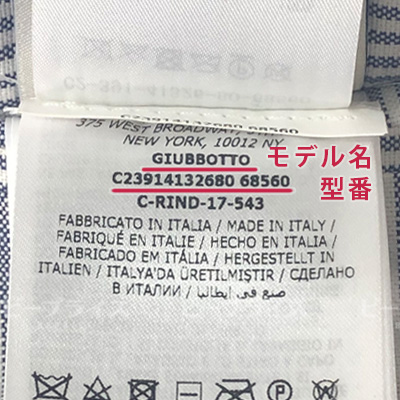 C23914132680 68560
375 WEST BROADWAY,
NEW YORK, 10012 NY
GIUBBOTTO
モデル名
C23914132680 68560
型番
C-RIND-17-543
FABBRICATO IN ITALIA / MADE IN ITALY /
FABRIQUÉ EN ITALIE / HECHO EN ITALIA /
FABRICADO EM ITÁLIA / HERGESTELLT IN
ITALIEN / ITALYA'DA ÜRETILMIŞTIR / СДЕЛАНО
В ИТАЛИИ / صنع في ايطاليا